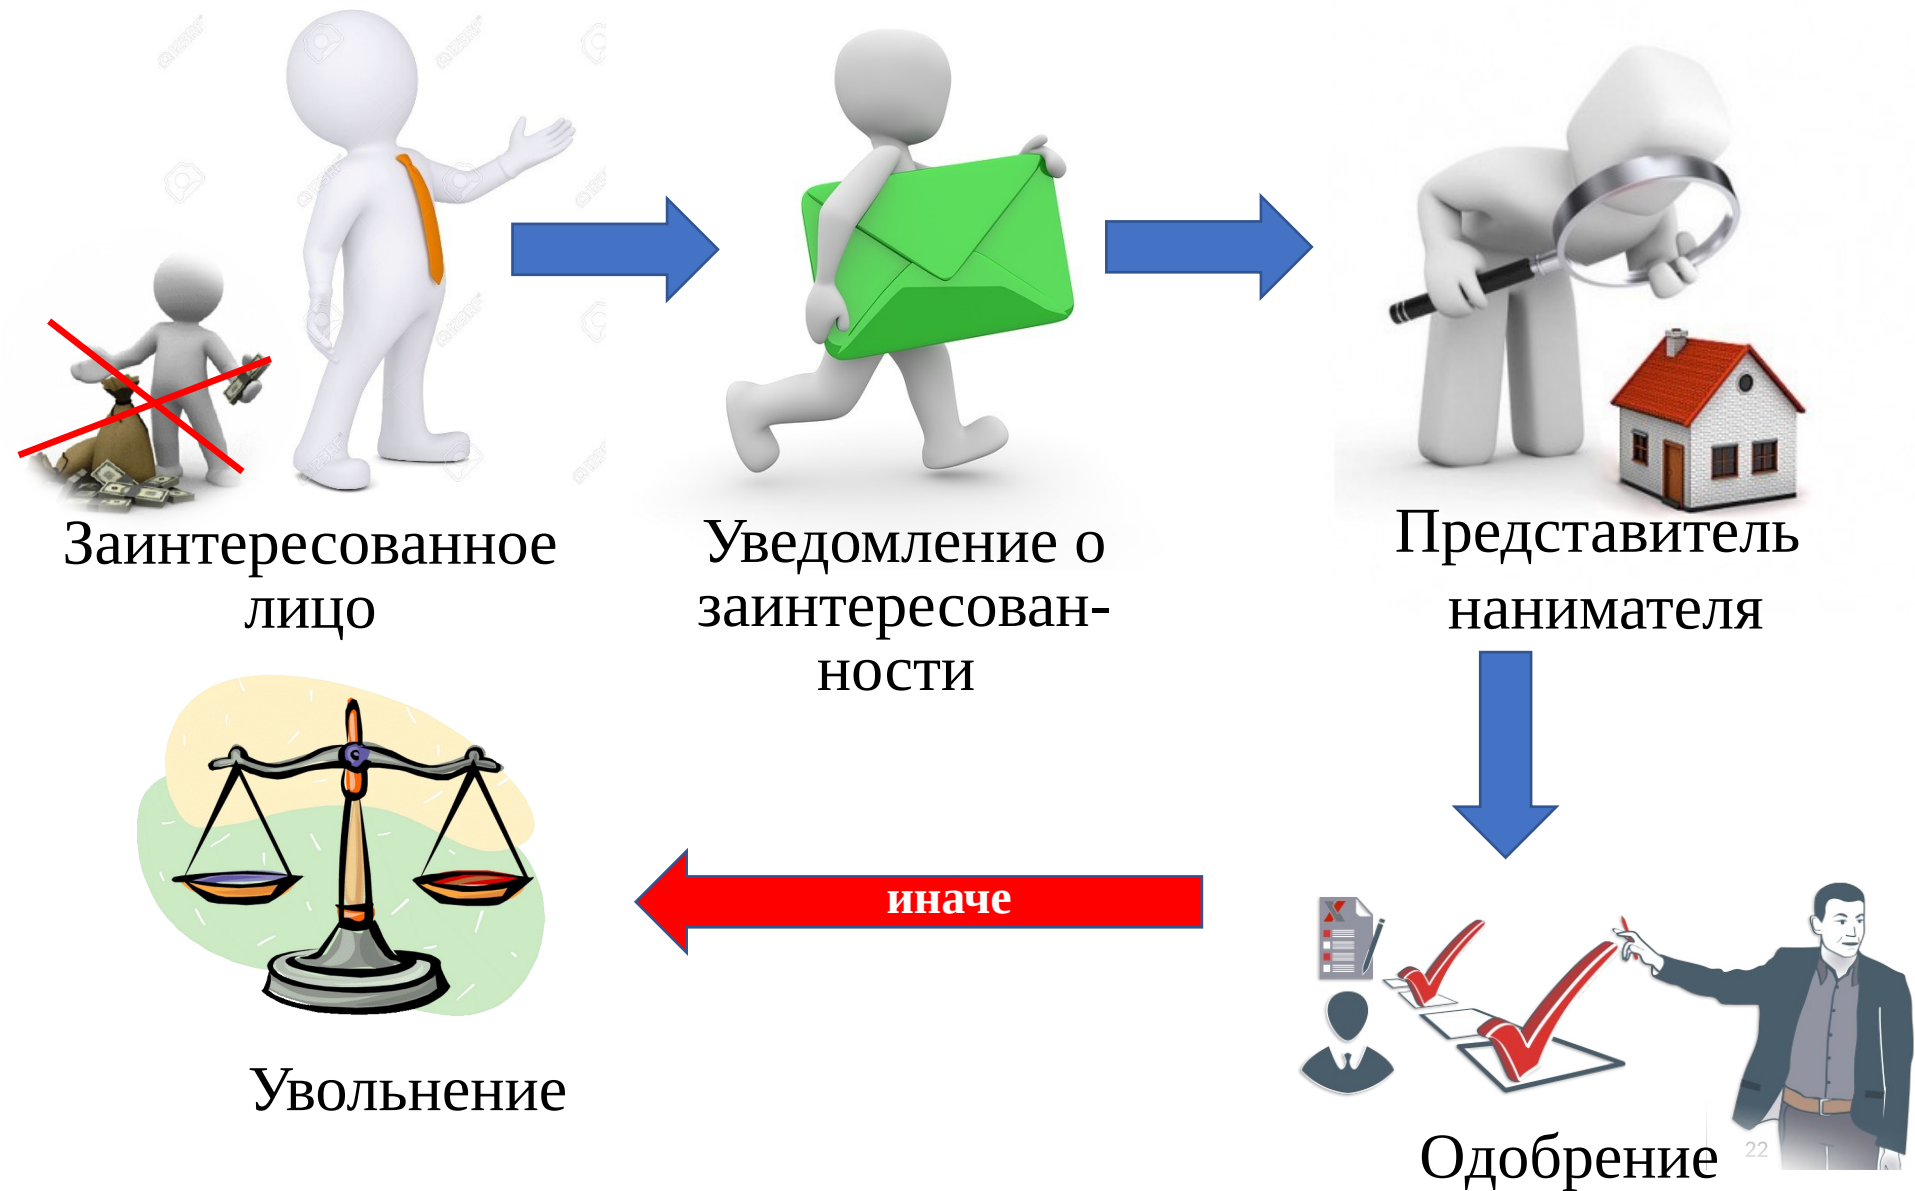 Заинтересованное
лицо
Уведомление о
заинтересован-
ности
Представитель
нанимателя
иначе
Увольнение
Одобрение
22